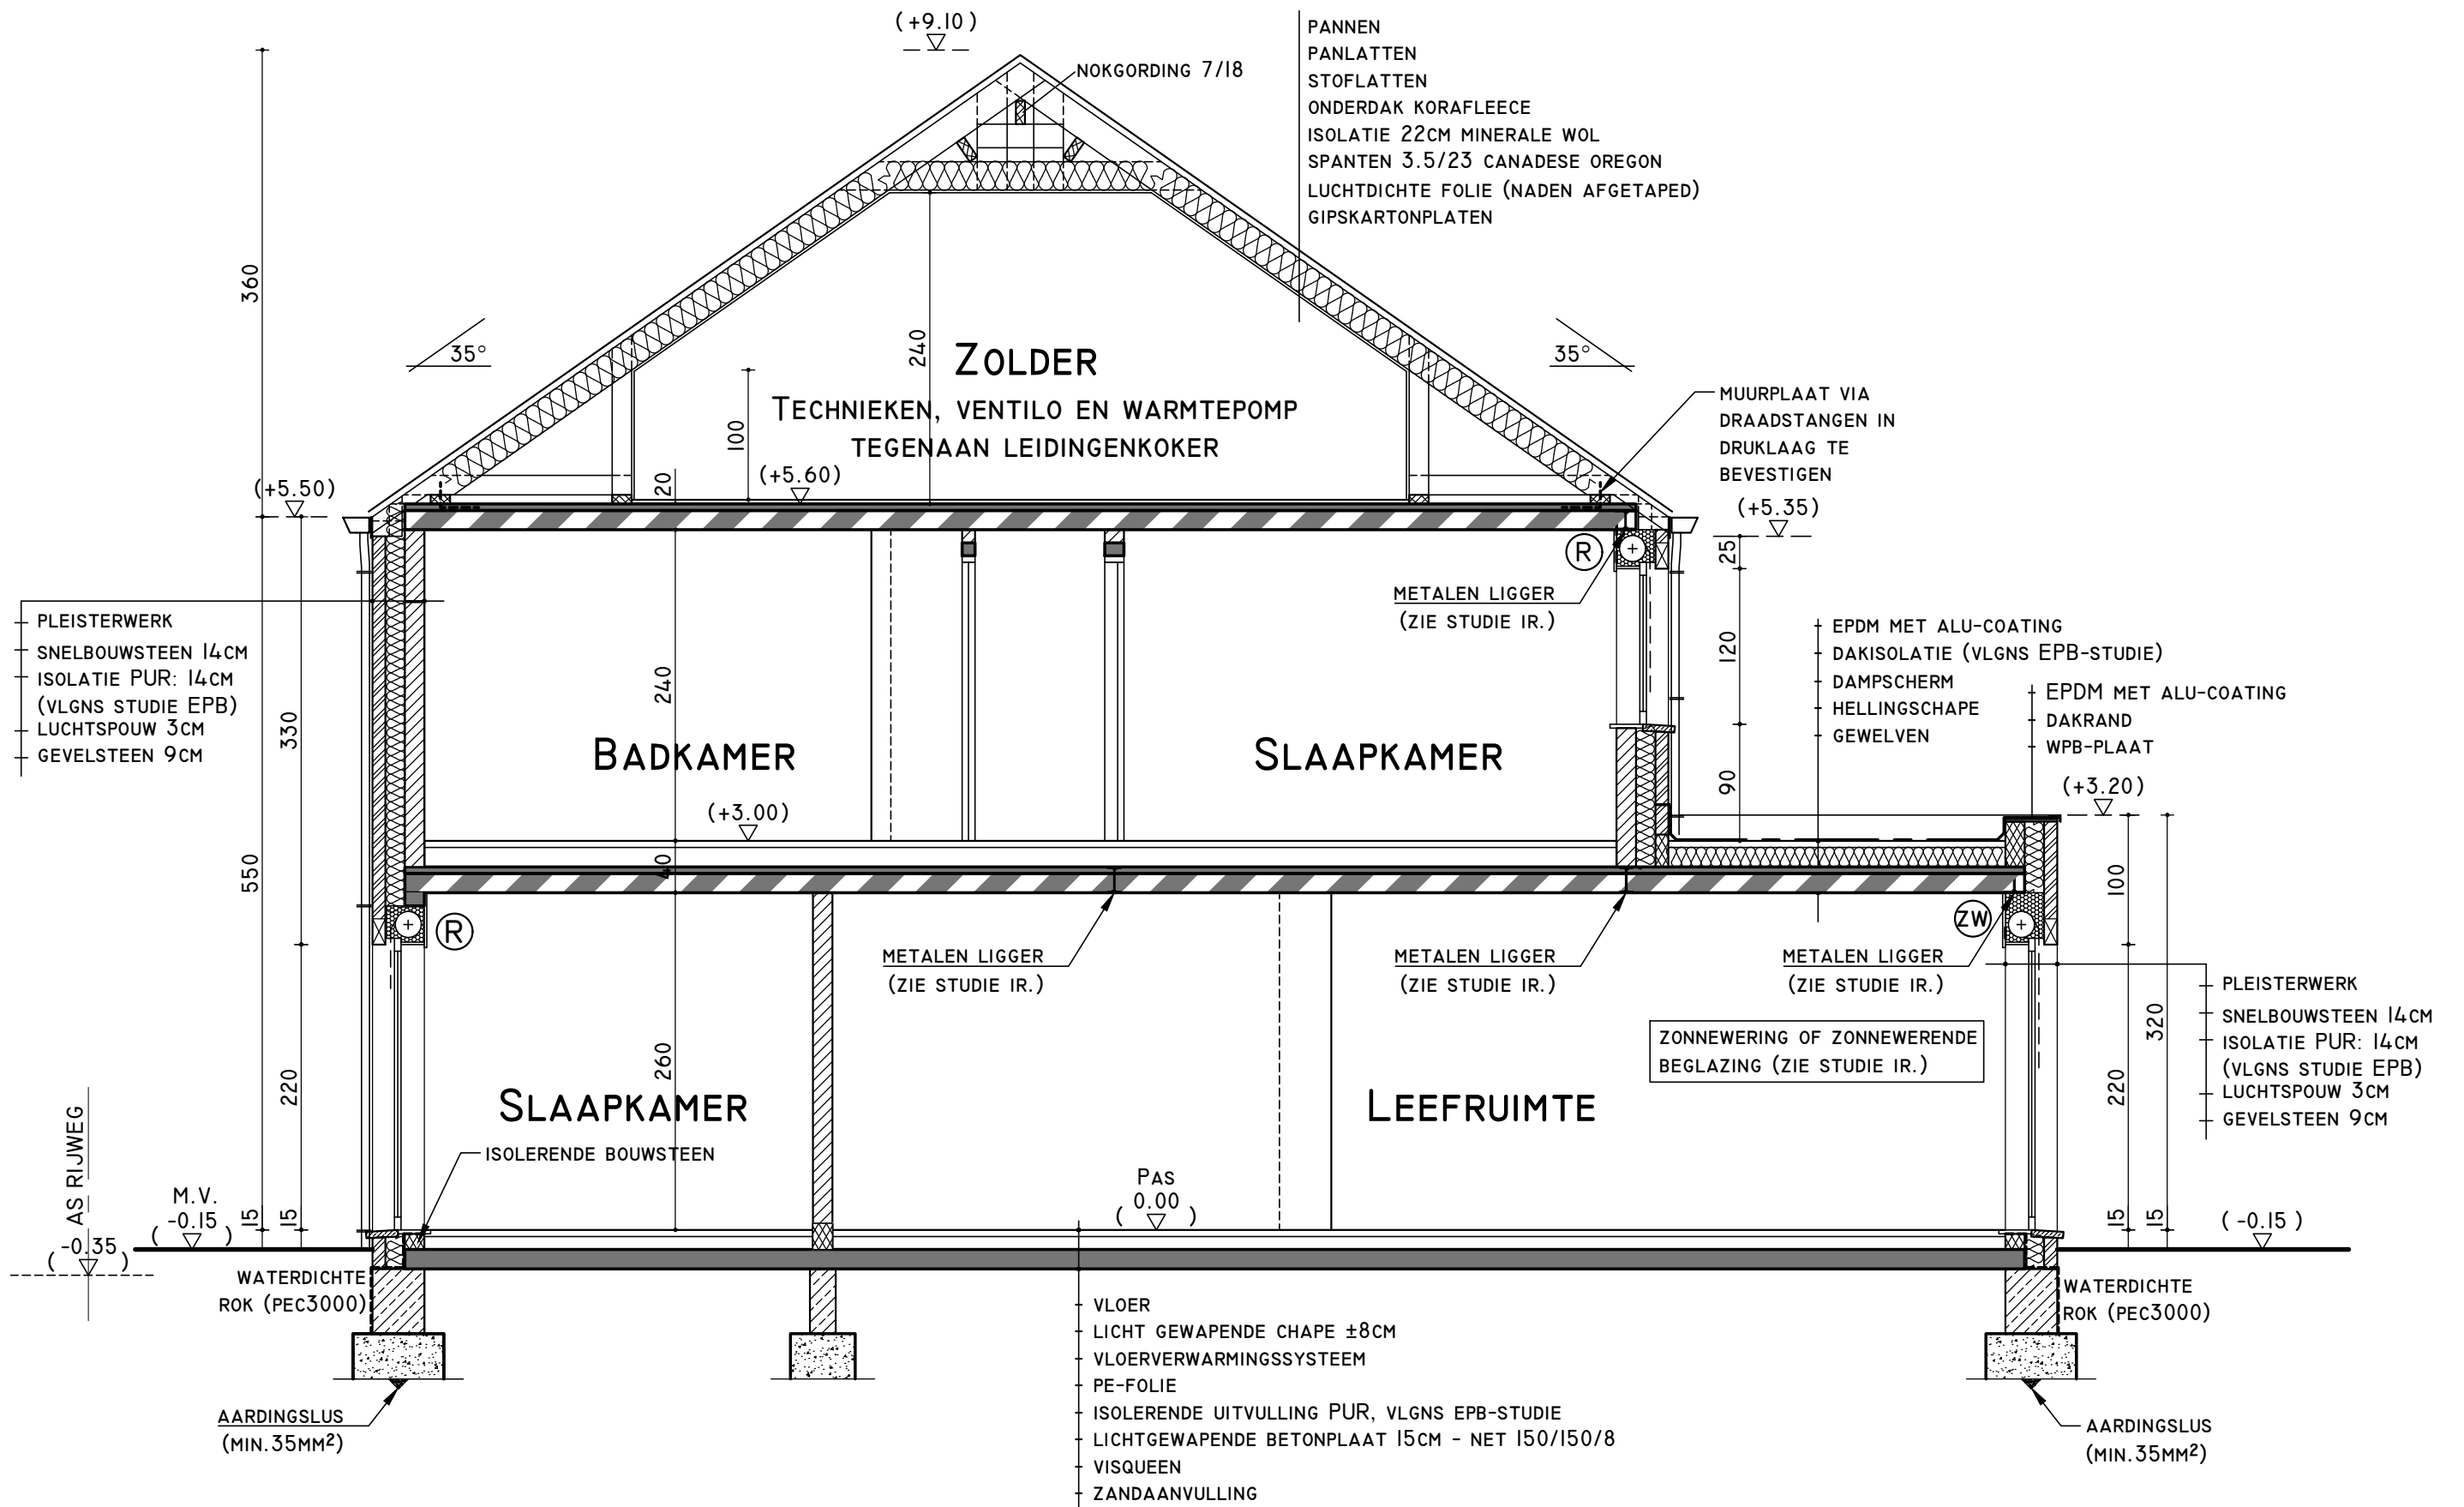 (+9.10)
NOKGORDING 7/18
PANNEN
PANLATTEN
STOFLATTEN
ONDERDAK KORAFLEECE
ISOLATIE 22CM MINERALE WOL
SPANTEN 3.5/23 CANADESE OREGON
LUCHTDICHTE FOLIE (NADEN AFGETAPED)
GIPSKARTONPLATEN
360
35°
240
ZOLDER
TECHNIEKEN, VENTILO EN WARMTEPOMP
TEGENAAN LEIDINGENKOKER
100
20
(+5.60)
35°
MUURPLAAT VIA
DRAADSTANGEN IN
DRUKLAAG TE
BEVESTIGEN
(+5.50)
(+5.35)
R
METALEN LIGGER
(ZIE STUDIE IR.)
25
120
90
PLEISTERWERK
SNELBOUWSTEEN 14CM
ISOLATIE PUR: 14CM
(VLGNS STUDIE EPB)
LUCHTSPOUW 3CM
GEVELSTEEN 9CM
550
330
240
BADKAMER
SLAAPKAMER
(+3.00)
40
EPDM MET ALU-COATING
DAKISOLATIE (VLGNS EPB-STUDIE)
DAMPSCHERM
HELLINGSCHAPE
GEWELVEN
EPDM MET ALU-COATING
DAKRAND
WPB-PLAAT
(+3.20)
R
METALEN LIGGER
(ZIE STUDIE IR.)
METALEN LIGGER
(ZIE STUDIE IR.)
ZW
METALEN LIGGER
(ZIE STUDIE IR.)
100
320
220
260
220
ZONNEWERING OF ZONNEWERENDE
BEGLAZING (ZIE STUDIE IR.)
PLEISTERWERK
SNELBOUWSTEEN 14CM
ISOLATIE PUR: 14CM
(VLGNS STUDIE EPB)
LUCHTSPOUW 3CM
GEVELSTEEN 9CM
SLAAPKAMER
LEEFRUIMTE
ISOLERENDE BOUWSTEEN
AS RIJWEG
M.V.
(-0.15)
(-0.35)
15
15
PAS
(0.00)
15
15
(-0.15)
WATERDICHTE
ROK (PEC3000)
WATERDICHTE
ROK (PEC3000)
VLOER
LICHT GEWAPENDE CHAPE ±8CM
VLOERVERWARMINGSSYSTEEM
PE-FOLIE
ISOLERENDE UITVULLING PUR, VLGNS EPB-STUDIE
LICHTGEWAPENDE BETONPLAAT 15CM - NET 150/150/8
VISQUEEN
ZANDAANVULLING
AARDINGSLUS
(MIN.35MM²)
AARDINGSLUS
(MIN.35MM²)